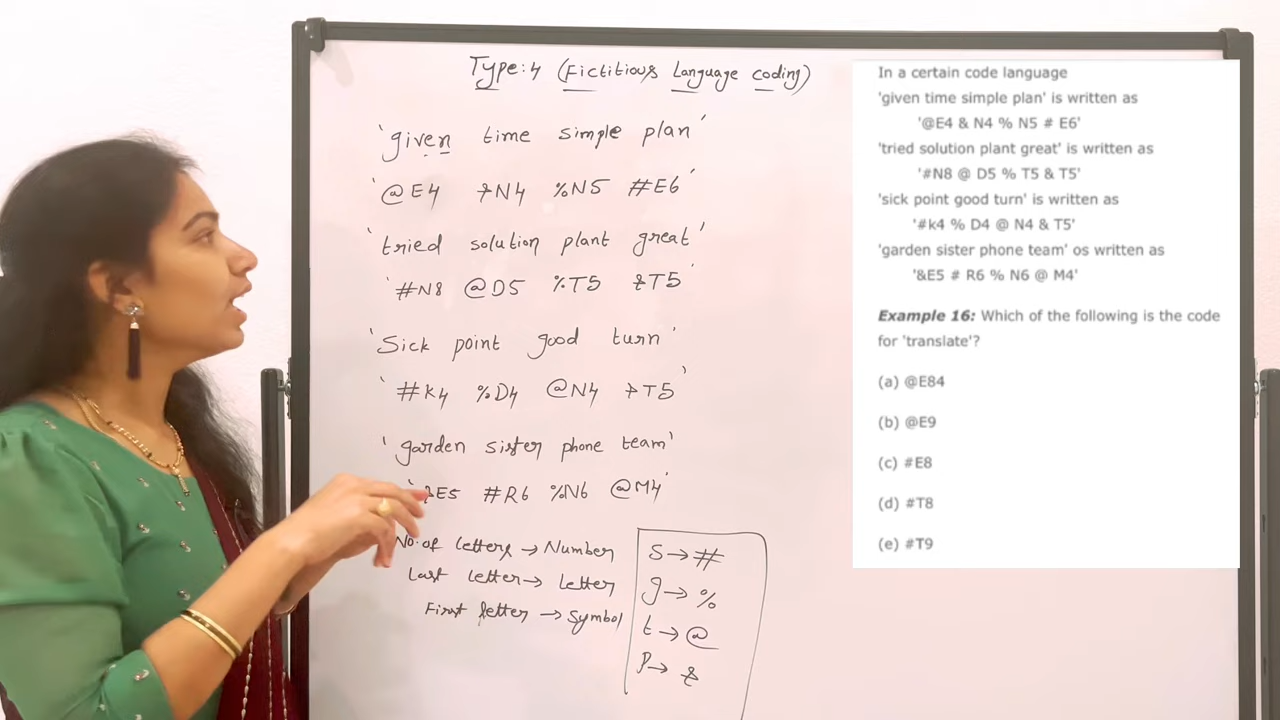 Type: 4 (Fictitious Language coding)
'given time simple plan'
'@E4 &N4 %N5 #E6'
'tried solution plant great'
'#N8 @D5 %T5 &T5'
'Sick point good turn'
'#K4 %D4 @N4 &T5'
'garden sister phone team'
'&E5 #R6 %N6 @M4'
No. of letters → Number
Last letter → Letter
First letter → Symbol
S → #
g → %
t → @
P → &
In a certain code language
'given time simple plan' is written as
'@E4 & N4 % N5 # E6'
'tried solution plant great' is written as
'#N8 @ D5 % T5 & T5'
'sick point good turn' is written as
'#k4 % D4 @ N4 & T5'
'garden sister phone team' os written as
'&E5 # R6 % N6 @ M4'
Example 16: Which of the following is the code
for 'translate'?
(a) @E84
(b) @E9
(c) #E8
(d) #T8
(e) #T9